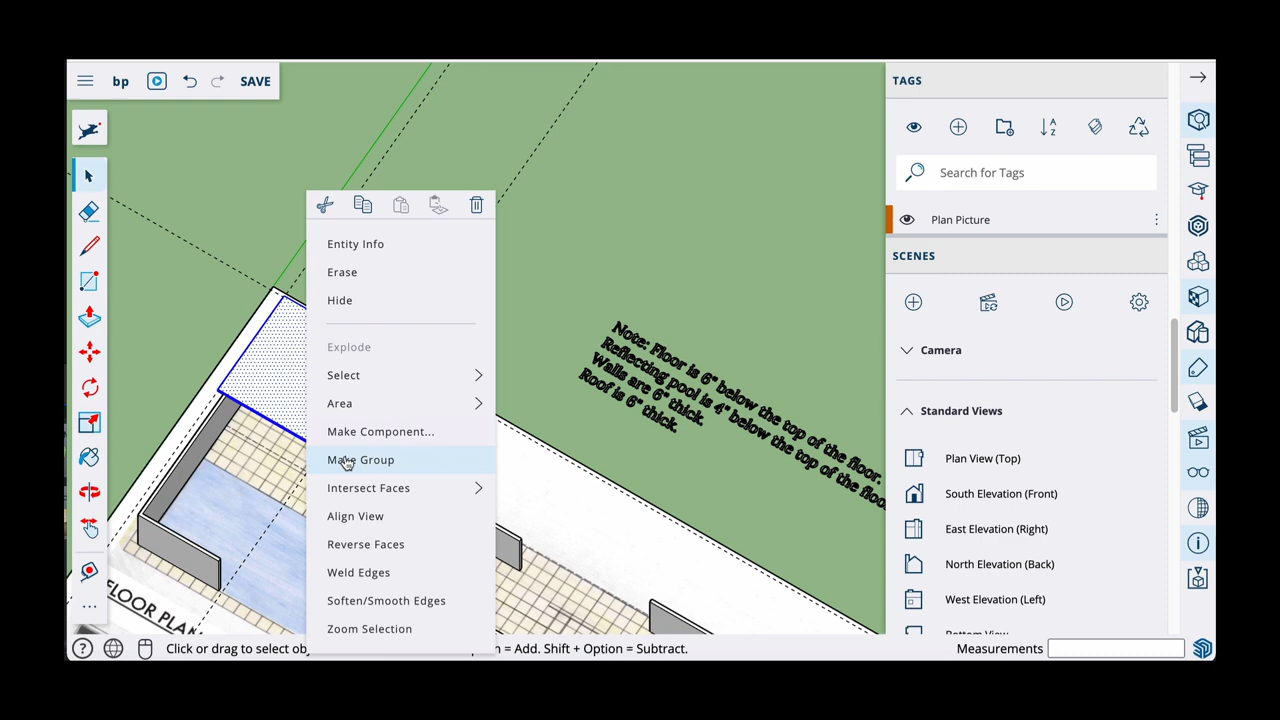 bp
SAVE
TAGS
Search for Tags
Plan Picture
SCENES
Camera
Standard Views
Plan View (Top)
South Elevation (Front)
East Elevation (Right)
North Elevation (Back)
West Elevation (Left)
Entity Info
Erase
Hide
Explode
Select
Area
Make Component...
Make Group
Intersect Faces
Align View
Reverse Faces
Weld Edges
Soften/Smooth Edges
Zoom Selection
Note: Floor is 6" below the top of the floor.
Reflecting pool is 4" below the top of the floo
Walls are 6" thick.
Roof is 6" thick.
Click or drag to select obj
= Add. Shift + Option = Subtract.
Measurements